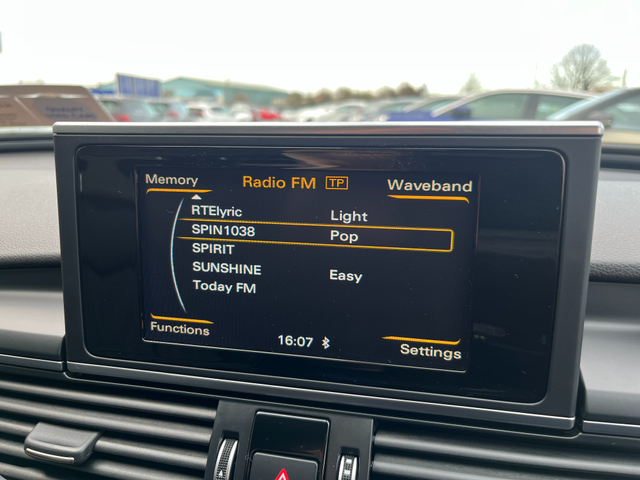 Memory Radio FM TP Waveband
RTElyric Light
SPIN1038 Pop
SPIRIT
SUNSHINE Easy
Today FM
Functions 16:07 Settings